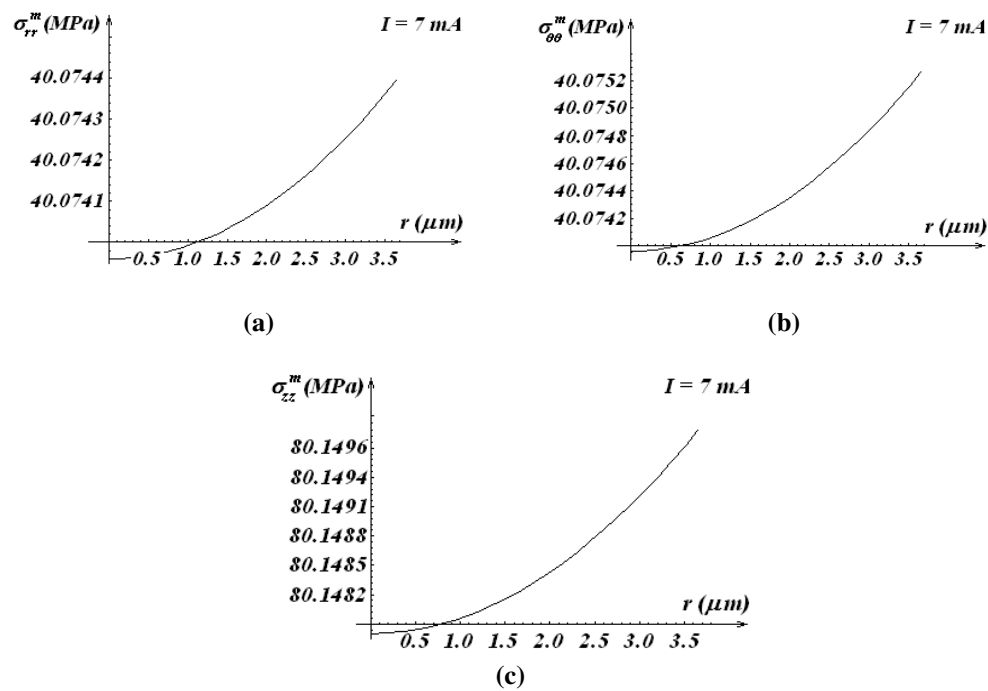 σ_rr^m (MPa)
I = 7 mA
40.0744
40.0743
40.0742
40.0741
r (μm)
0.5 1.0 1.5 2.0 2.5 3.0 3.5
(a)
σ_θθ^m (MPa)
I = 7 mA
40.0752
40.0750
40.0748
40.0746
40.0744
40.0742
r (μm)
0.5 1.0 1.5 2.0 2.5 3.0 3.5
(b)
σ_zz^m (MPa)
I = 7 mA
80.1496
80.1494
80.1491
80.1488
80.1485
80.1482
r (μm)
0.5 1.0 1.5 2.0 2.5 3.0 3.5
(c)